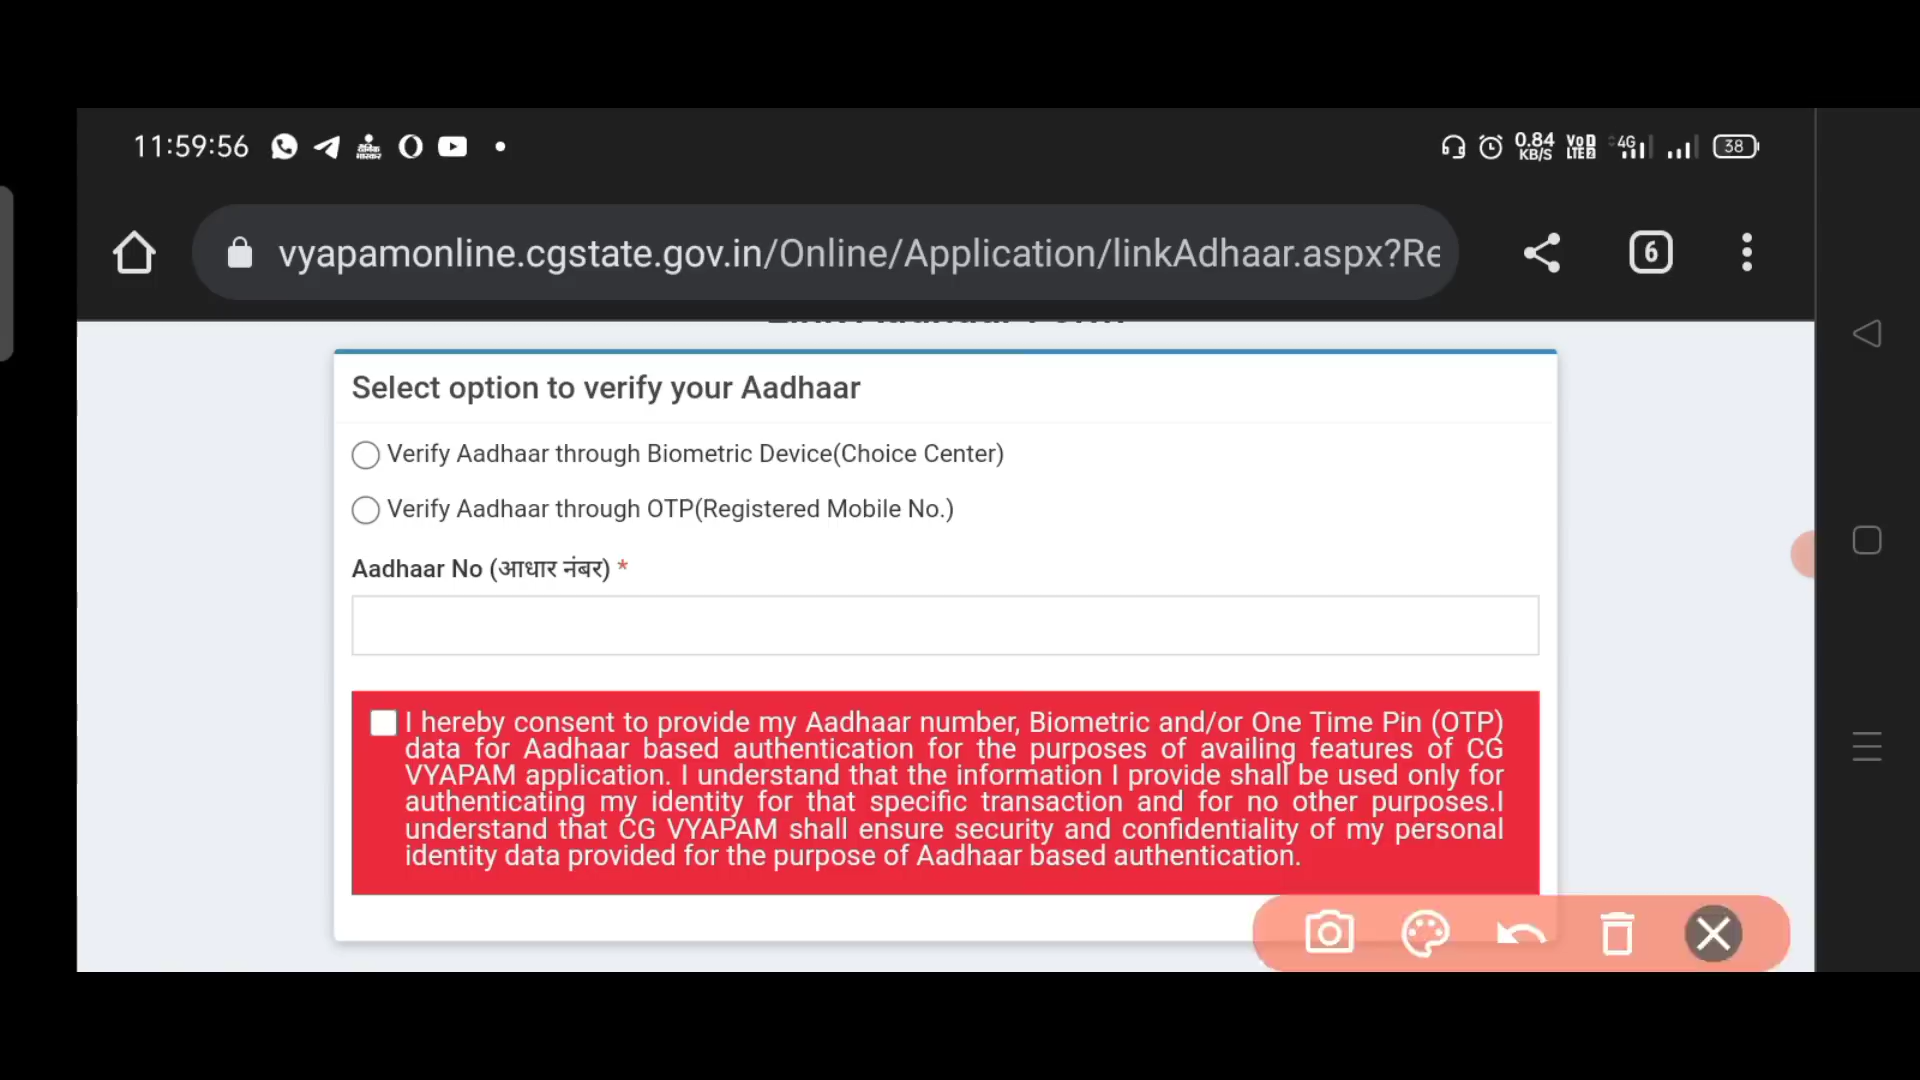 11:59:56
0.84 KB/S
VoD LTE2
4G
38
vyapamonline.cgstate.gov.in/Online/Application/linkAdhaar.aspx?Re
6
Select option to verify your Aadhaar
Verify Aadhaar through Biometric Device(Choice Center)
Verify Aadhaar through OTP(Registered Mobile No.)
Aadhaar No (आधार नंबर) *
I hereby consent to provide my Aadhaar number, Biometric and/or One Time Pin (OTP)
data for Aadhaar based authentication for the purposes of availing features of CG
VYAPAM application. I understand that the information I provide shall be used only for
authenticating my identity for that specific transaction and for no other purposes.I
understand that CG VYAPAM shall ensure security and confidentiality of my personal
identity data provided for the purpose of Aadhaar based authentication.